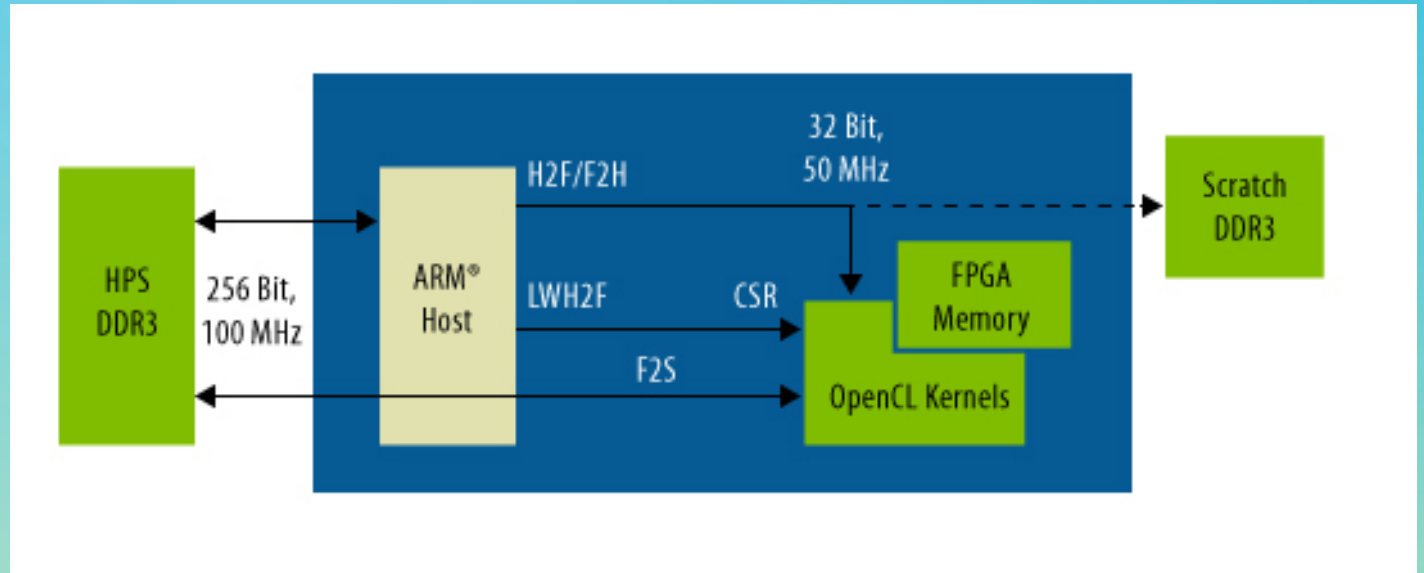 HPS
DDR3
256 Bit,
100 MHz
ARM®
Host
H2F/F2H
LWH2F
CSR
F2S
32 Bit,
50 MHz
FPGA
Memory
OpenCL Kernels
Scratch
DDR3